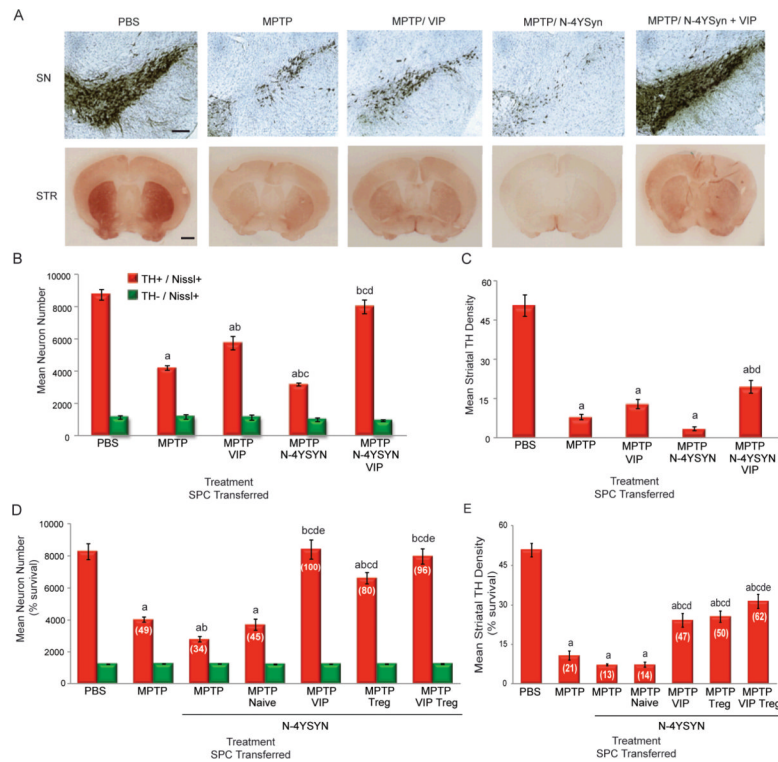 A
PBS
MPTP
MPTP/ VIP
MPTP/ N-4YSyn
MPTP/ N-4YSyn + VIP
SN
STR
B
TH+ / Nissl+
TH- / Nissl+
Mean Neuron Number
10000
8000
6000
4000
2000
0
a
ab
abc
bcd
PBS
MPTP
MPTP VIP
MPTP N-4YSYN
MPTP N-4YSYN VIP
Treatment
SPC Transferred
C
Mean Striatal TH Density
60
45
30
15
0
a
a
a
abd
PBS
MPTP
MPTP VIP
MPTP N-4YSYN
MPTP N-4YSYN VIP
Treatment
SPC Transferred
D
Mean Neuron Number
(% survival)
10000
8000
6000
4000
2000
0
a
ab
a
bcde
abcd
bcde
(49)
(34)
(45)
(100)
(80)
(96)
PBS
MPTP
MPTP
MPTP Naive
MPTP VIP
MPTP Treg
MPTP VIP Treg
N-4YSYN
Treatment
SPC Transferred
E
Mean Striatal TH Density
(% survival)
60
45
30
15
0
a
a
a
abcd
abcd
abcde
(21)
(13)
(14)
(47)
(50)
(62)
PBS
MPTP
MPTP
MPTP Naive
MPTP VIP
MPTP Treg
MPTP VIP Treg
N-4YSYN
Treatment
SPC Transferred